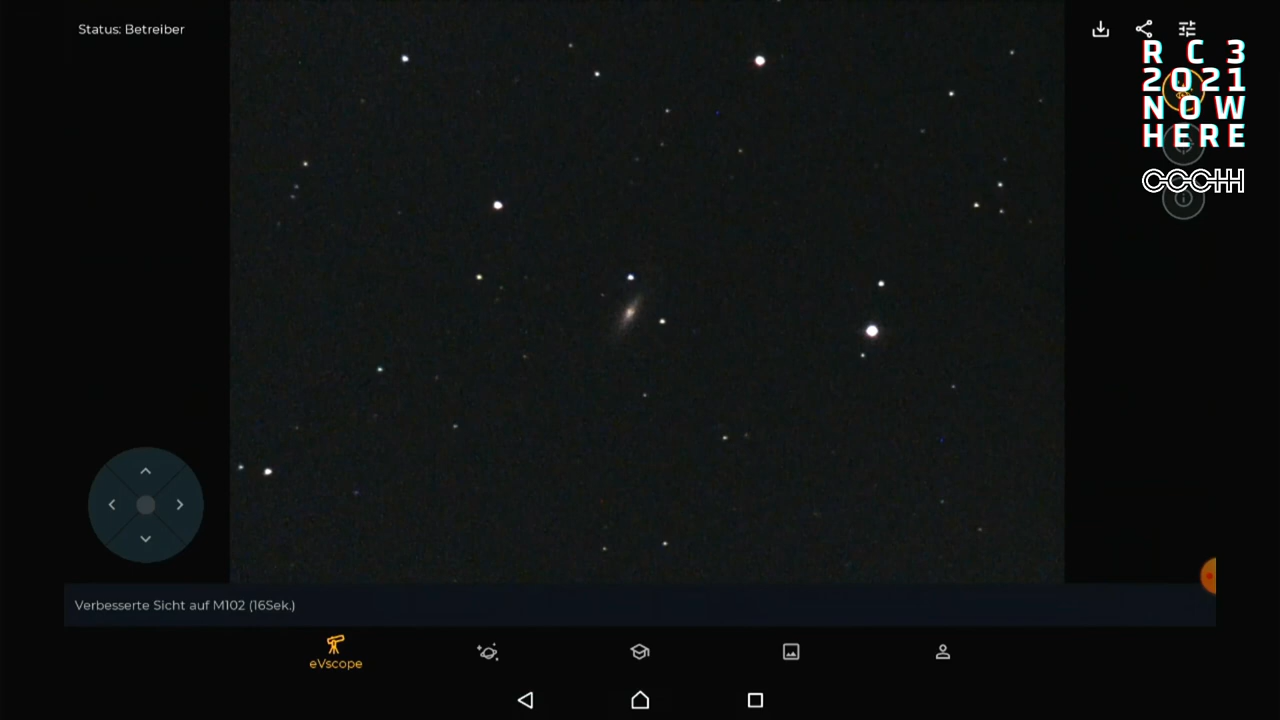 Status: Betreiber
R C 3
2021
NOW
HERE
CCCHH
Verbesserte Sicht auf M102 (16Sek.)
eVscope